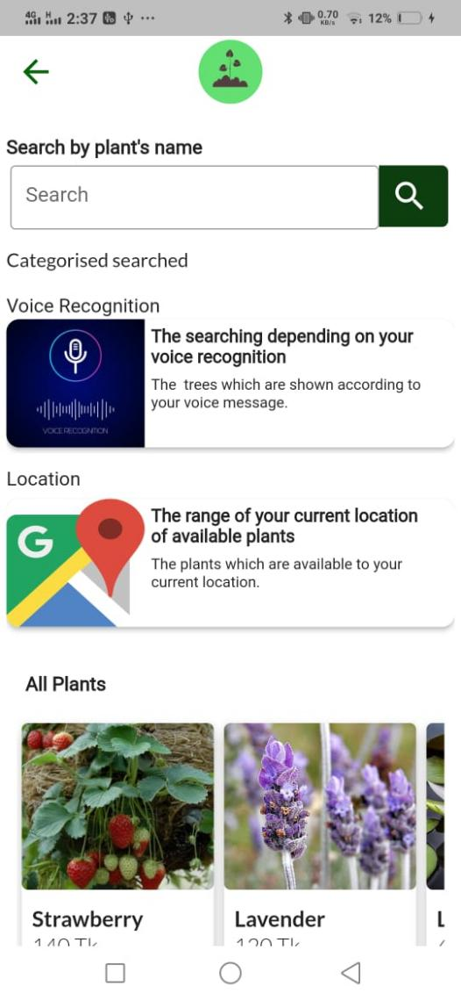 4G H 2:37 ... 0.70 KB/s 12%
Search by plant's name
Search
Categorised searched
Voice Recognition
The searching depending on your
voice recognition
The trees which are shown according to
your voice message.
VOICE RECOGNITION
Location
G
The range of your current location
of available plants
The plants which are available to your
current location.
All Plants
Strawberry
Lavender
L
140 Tk
120 Tk